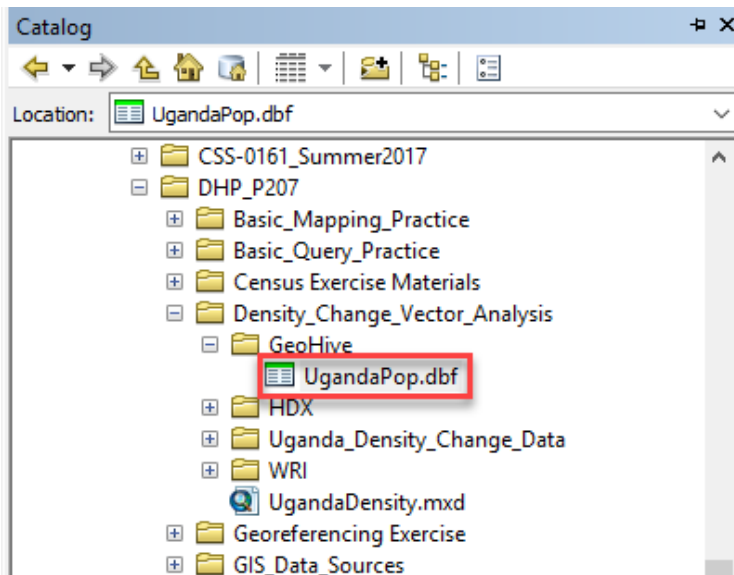 Catalog
Location: UgandaPop.dbf
CSS-0161_Summer2017
DHP_P207
Basic_Mapping_Practice
Basic_Query_Practice
Census Exercise Materials
Density_Change_Vector_Analysis
GeoHive
UgandaPop.dbf
HDX
Uganda_Density_Change_Data
WRI
UgandaDensity.mxd
Georeferencing Exercise
GIS_Data_Sources